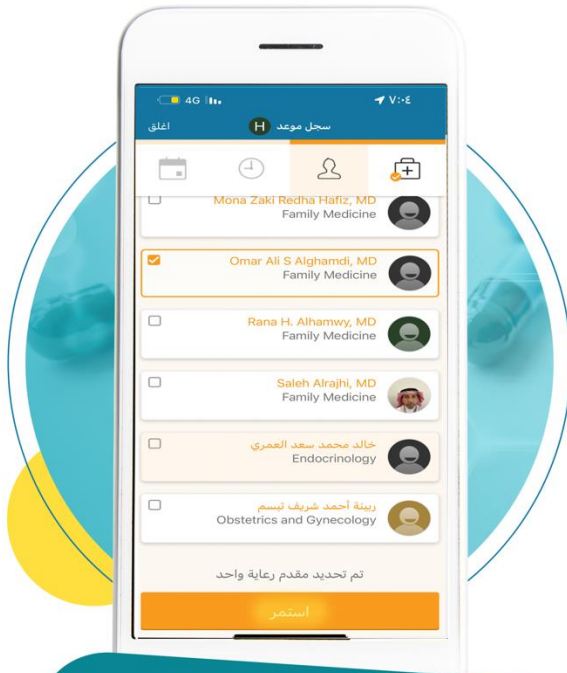 4G
٧:٠٤
سجل موعد
H
اغلق
Mona Zaki Redha Hafiz, MD
Family Medicine
Omar Ali S Alghamdi, MD
Family Medicine
Rana H. Alhamwy, MD
Family Medicine
Saleh Alrajhi, MD
Family Medicine
خالد محمد سعد العمري
Endocrinology
ربينة أحمد شريف تبسم
Obstetrics and Gynecology
تم تحديد مقدم رعاية واحد
استمر